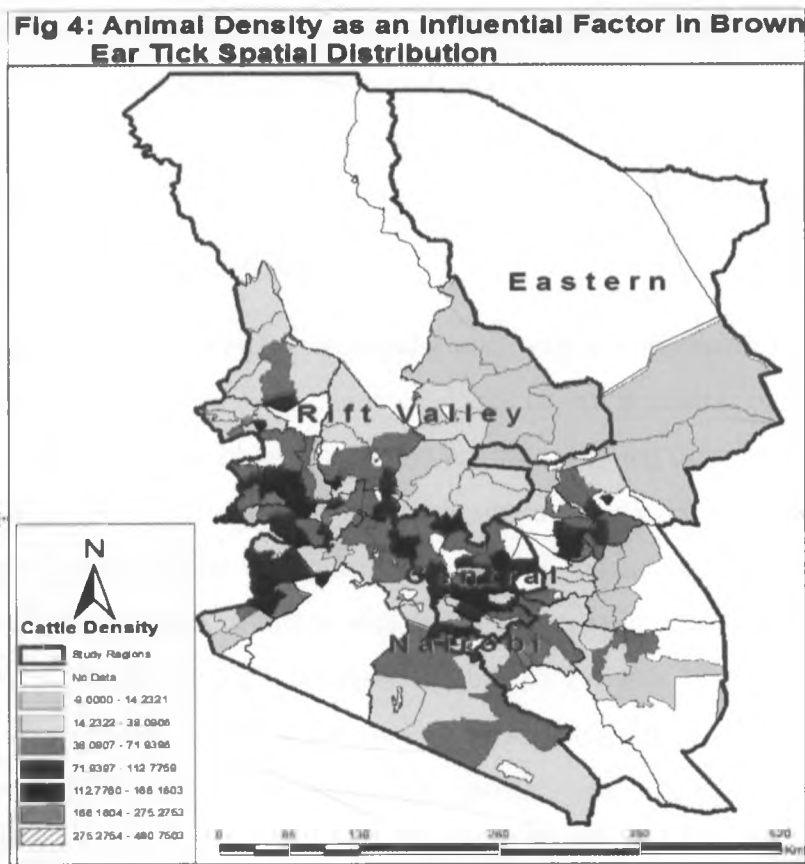 Fig 4: Animal Density as an Influential Factor in Brown
Ear Tick Spatial Distribution
Eastern
Rift Valley
Central
Nairobi
N
Cattle Density
Study Regions
No Data
14.2321
14.2322 - 38.0906
38.0907 - 71.9396
71.9397 - 112.7759
112.7760 - 166.1603
166.1604 - 275.2753
275.2754 - 480.7503
0 65 130 260 390 520
Km